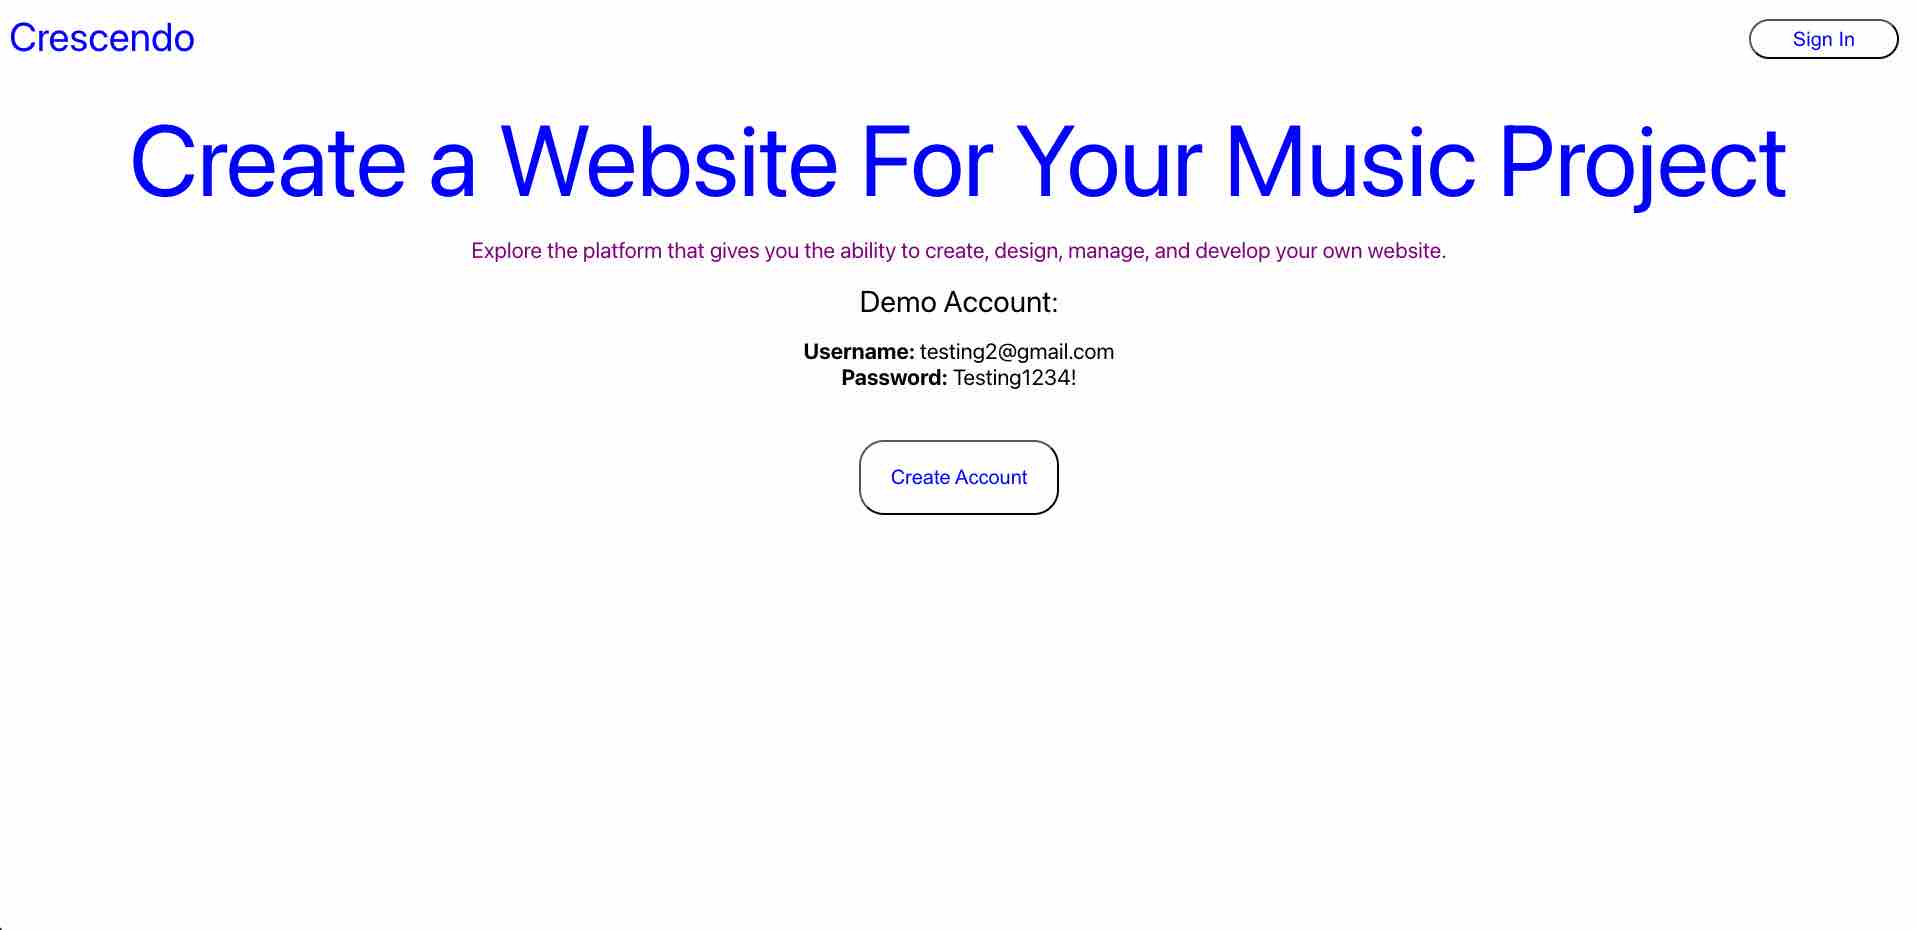 Crescendo
Sign In
Create a Website For Your Music Project
Explore the platform that gives you the ability to create, design, manage, and develop your own website.
Demo Account:
Username: testing2@gmail.com
Password: Testing1234!
Create Account